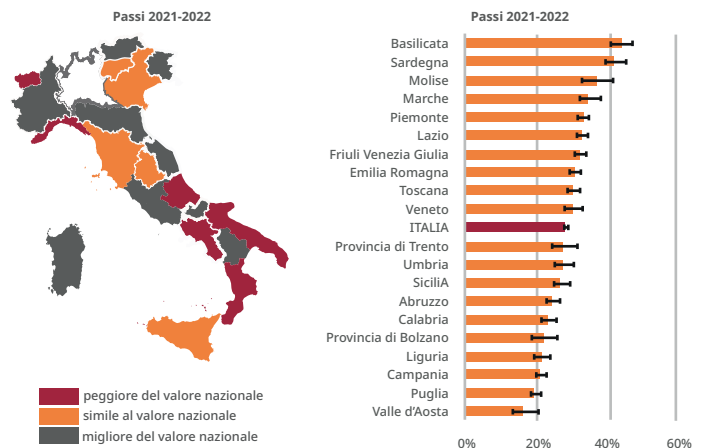 Passi 2021-2022
peggiore del valore nazionale
simile al valore nazionale
migliore del valore nazionale
Passi 2021-2022
Basilicata
Sardegna
Molise
Marche
Piemonte
Lazio
Friuli Venezia Giulia
Emilia Romagna
Toscana
Veneto
ITALIA
Provincia di Trento
Umbria
SiciliA
Abruzzo
Calabria
Provincia di Bolzano
Liguria
Campania
Puglia
Valle d'Aosta
0% 20% 40% 60%